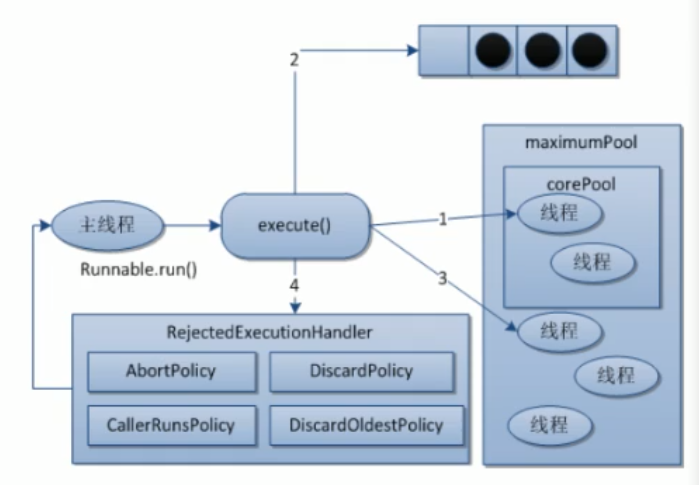 2
maximumPool
corePool
线程
线程
主线程
execute()
1
Runnable.run()
3
4
线程
线程
线程
RejectedExecutionHandler
AbortPolicy
DiscardPolicy
CallerRunsPolicy
DiscardOldestPolicy